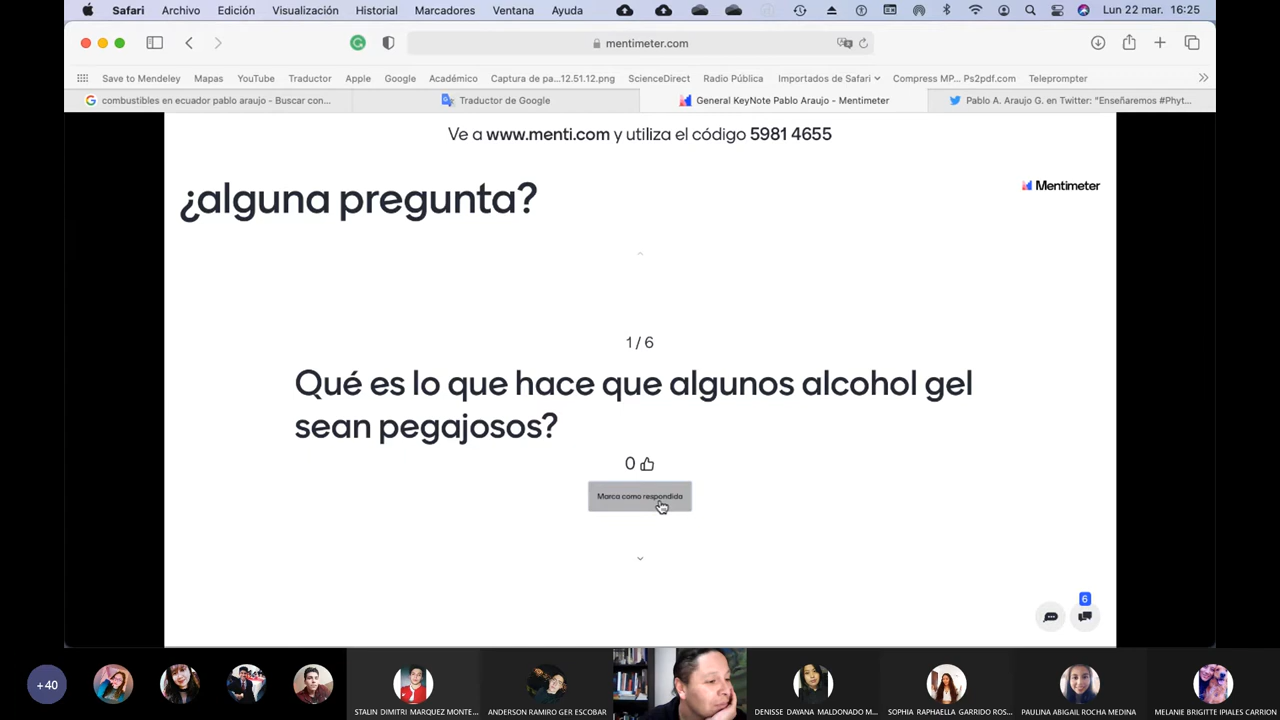 Safari Archivo Edición Visualización Historial Marcadores Ventana Ayuda Lun 22 mar. 16:25
mentimeter.com
Save to Mendeley Mapas YouTube Traductor Apple Google Académico Captura de pa...12.51.12.png ScienceDirect Radio Pública Importados de Safari Compress MP... Ps2pdf.com Teleprompter
combustibles en ecuador pablo araujo - Buscar con... Traductor de Google General KeyNote Pablo Araujo - Mentimeter Pablo A. Araujo G. en Twitter: "Enseñaremos #Phyt...
Ve a www.menti.com y utiliza el código 5981 4655
¿alguna pregunta?
Mentimeter
1 / 6
Qué es lo que hace que algunos alcohol gel
sean pegajosos?
0
Marca como respondida
6
+40
STALIN DIMITRI MARQUEZ MONTE... ANDERSON RAMIRO GER ESCOBAR DENISSE DAYANA MALDONADO M... SOPHIA RAPHAELLA GARRIDO ROS... PAULINA ABIGAIL ROCHA MEDINA MELANIE BRIGITTE IPIALES CARRION